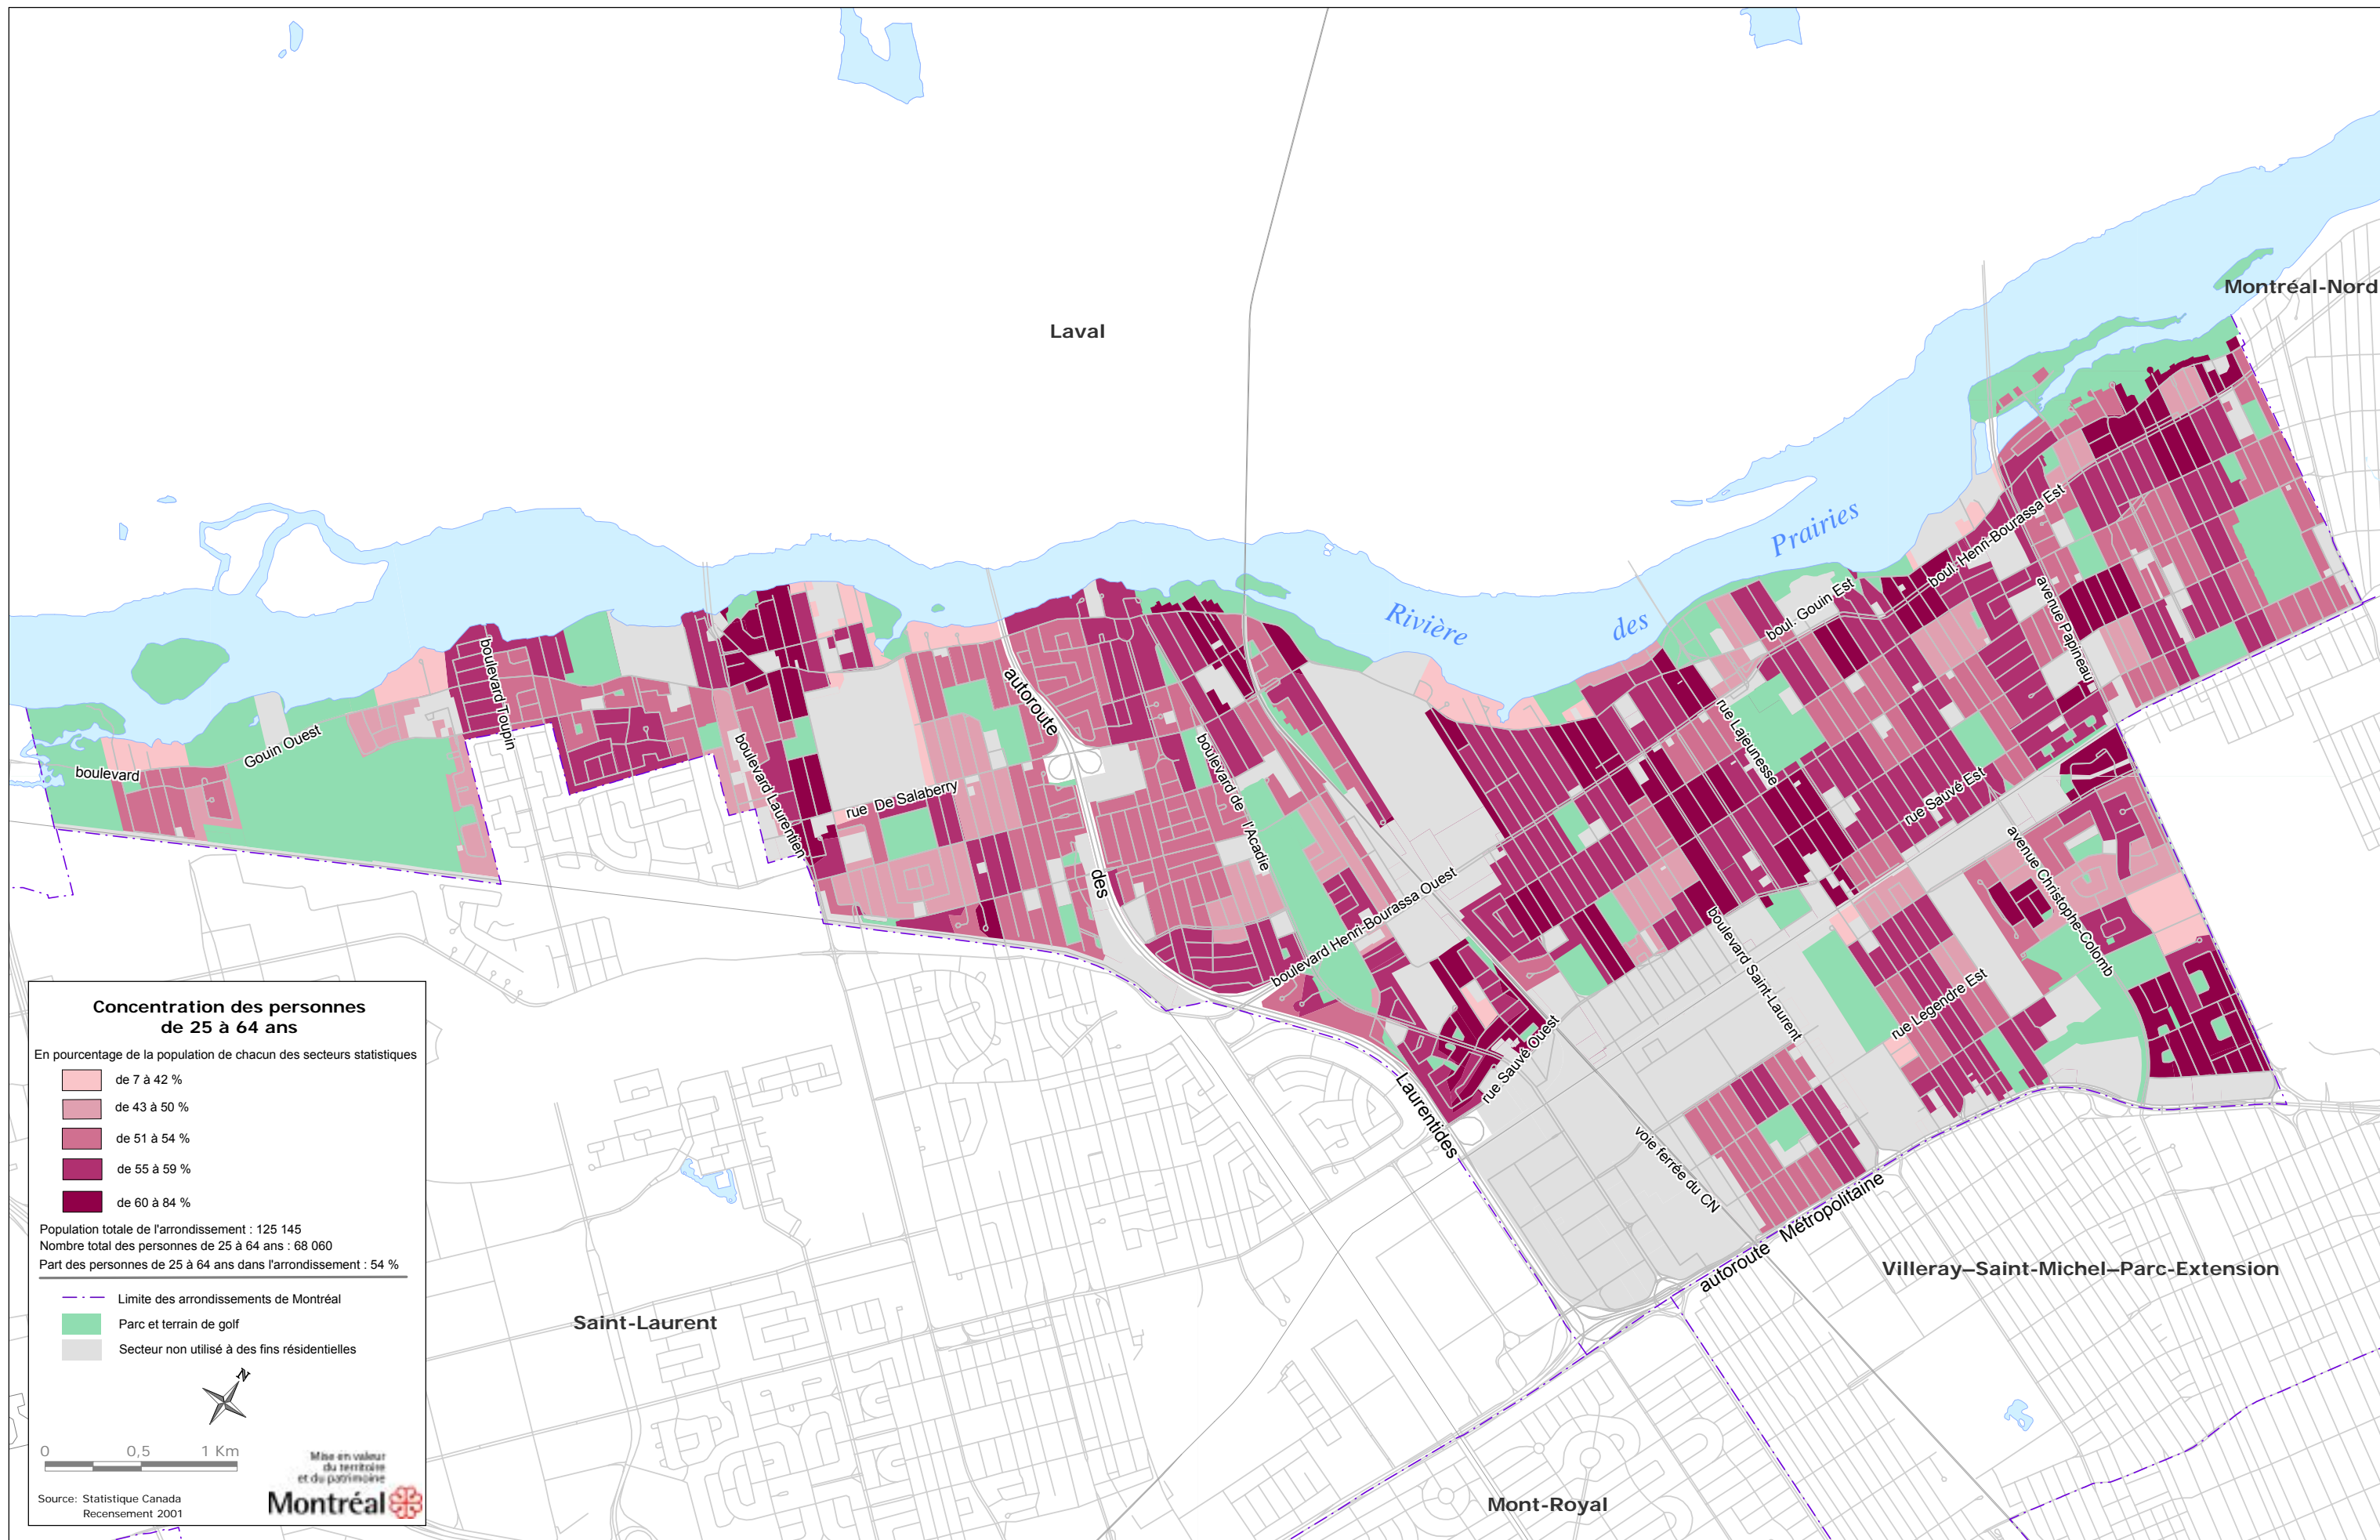 Laval
Montréal-Nord
Rivière
des
Prairies
boul. Henri-Bourassa Est
boul. Gouin Est
avenue Papineau
boulevard Toupin
Gouin Ouest
boulevard
boulevard Laurentien
rue De Salaberry
autoroute
des
Laurentides
boulevard de l'Acadie
rue Lajeunesse
rue Sauvé Est
avenue Christophe-Colomb
boulevard Henri-Bourassa Ouest
boulevard Saint-Laurent
rue Legendre Est
rue Sauvé Ouest
voie ferrée du CN
autoroute Métropolitaine
Villeray–Saint-Michel–Parc-Extension
Saint-Laurent
Mont-Royal
Concentration des personnes
de 25 à 64 ans
En pourcentage de la population de chacun des secteurs statistiques
de 7 à 42 %
de 43 à 50 %
de 51 à 54 %
de 55 à 59 %
de 60 à 84 %
Population totale de l'arrondissement : 125 145
Nombre total des personnes de 25 à 64 ans : 68 060
Part des personnes de 25 à 64 ans dans l'arrondissement : 54 %
Limite des arrondissements de Montréal
Parc et terrain de golf
Secteur non utilisé à des fins résidentielles
N
0 0,5 1 Km
Mise en valeur
du territoire
et du patrimoine
Montréal
Source: Statistique Canada
Recensement 2001